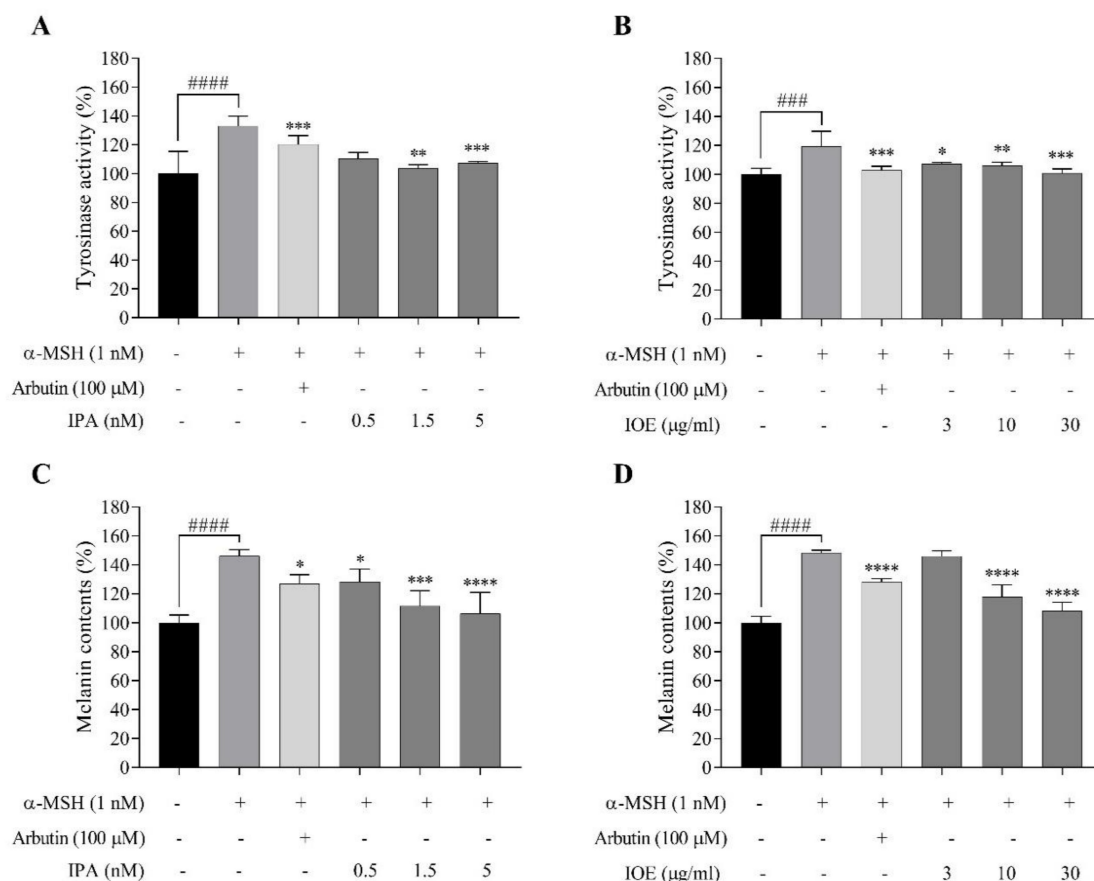 A
B
180
160
140
120
100
80
60
40
20
0
Tyrosinase activity (%)
####
***
**
***
α-MSH (1 nM) - + + + + +
Arbutin (100 μM) - - + - - -
IPA (nM) - - - 0.5 1.5 5
180
160
140
120
100
80
60
40
20
0
Tyrosinase activity (%)
###
***
*
**
***
α-MSH (1 nM) - + + + + +
Arbutin (100 μM) - - + - - -
IOE (μg/ml) - - - 3 10 30
C
D
180
160
140
120
100
80
60
40
20
0
Melanin contents (%)
####
*
*
***
****
α-MSH (1 nM) - + + + + +
Arbutin (100 μM) - - + - - -
IPA (nM) - - - 0.5 1.5 5
180
160
140
120
100
80
60
40
20
0
Melanin contents (%)
####
****
****
****
α-MSH (1 nM) - + + + + +
Arbutin (100 μM) - - + - - -
IOE (μg/ml) - - - 3 10 30